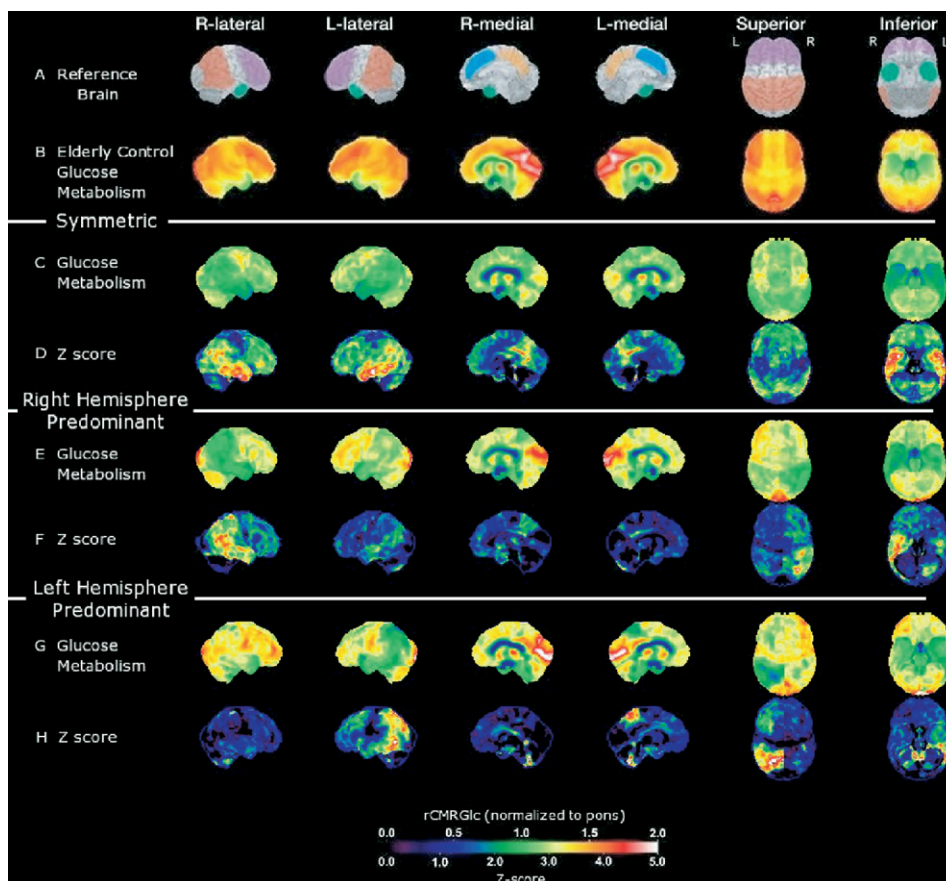 R-lateral L-lateral R-medial L-medial Superior Inferior
L R R L
A Reference
Brain
B Elderly Control
Glucose
Metabolism
Symmetric
C Glucose
Metabolism
D Z score
Right Hemisphere
Predominant
E Glucose
Metabolism
F Z score
Left Hemisphere
Predominant
G Glucose
Metabolism
H Z score
rCMRGlc (normalized to pons)
0.0 0.5 1.0 1.5 2.0
0.0 1.0 2.0 3.0 4.0 5.0
Z-score